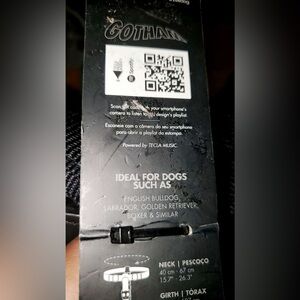 GOTHAM
Scan QR code with your smartphone's
camera to listen to this design's playlist.
Escaneie com a câmera do seu smartphone
para abrir a playlist da estampa.
Powered by TECLA MUSIC.
IDEAL FOR DOGS
SUCH AS
ENGLISH BULLDOG,
LABRADOR, GOLDEN RETRIEVER,
BOXER & SIMILAR
NECK | PESCOÇO
40 cm - 67 cm
15.7" - 26.3"
GIRTH | TÓRAX